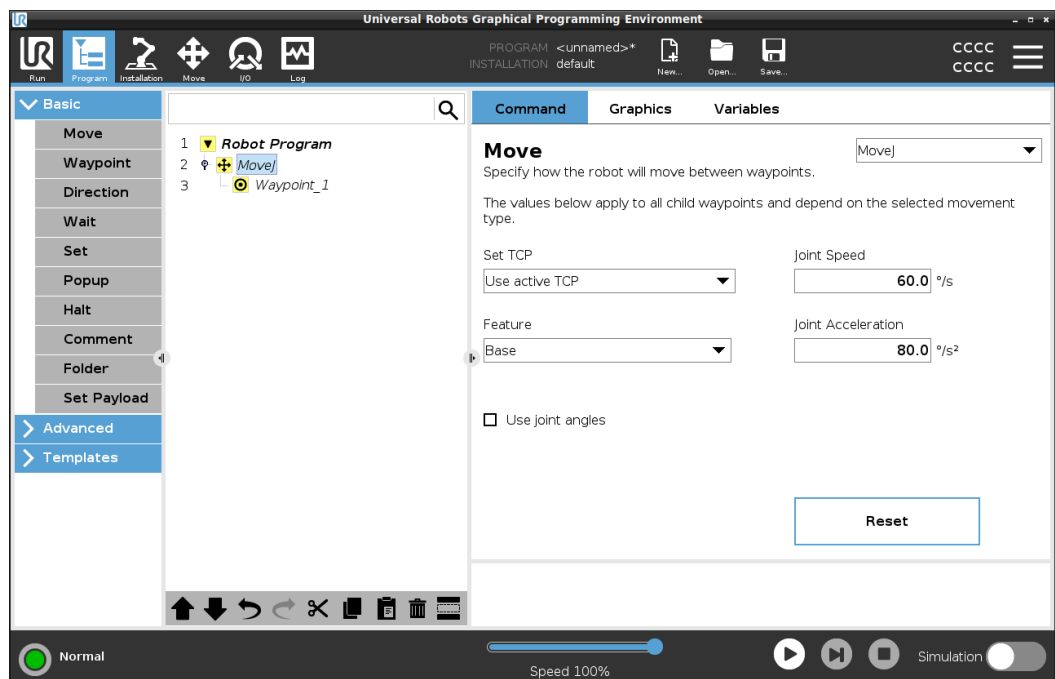 Universal Robots Graphical Programming Environment
UR
Run
Program
Installation
Move
I/O
Log
PROGRAM <unnamed>*
INSTALLATION default
New...
Open...
Save...
CCCC
CCCC
Basic
Move
Waypoint
Direction
Wait
Set
Popup
Halt
Comment
Folder
Set Payload
Advanced
Templates
1 Robot Program
2 MoveJ
3 Waypoint_1
Command Graphics Variables
Move
MoveJ
Specify how the robot will move between waypoints.
The values below apply to all child waypoints and depend on the selected movement
type.
Set TCP
Use active TCP
Joint Speed
60.0 °/s
Feature
Base
Joint Acceleration
80.0 °/s²
Use joint angles
Reset
Normal
Speed 100%
Simulation